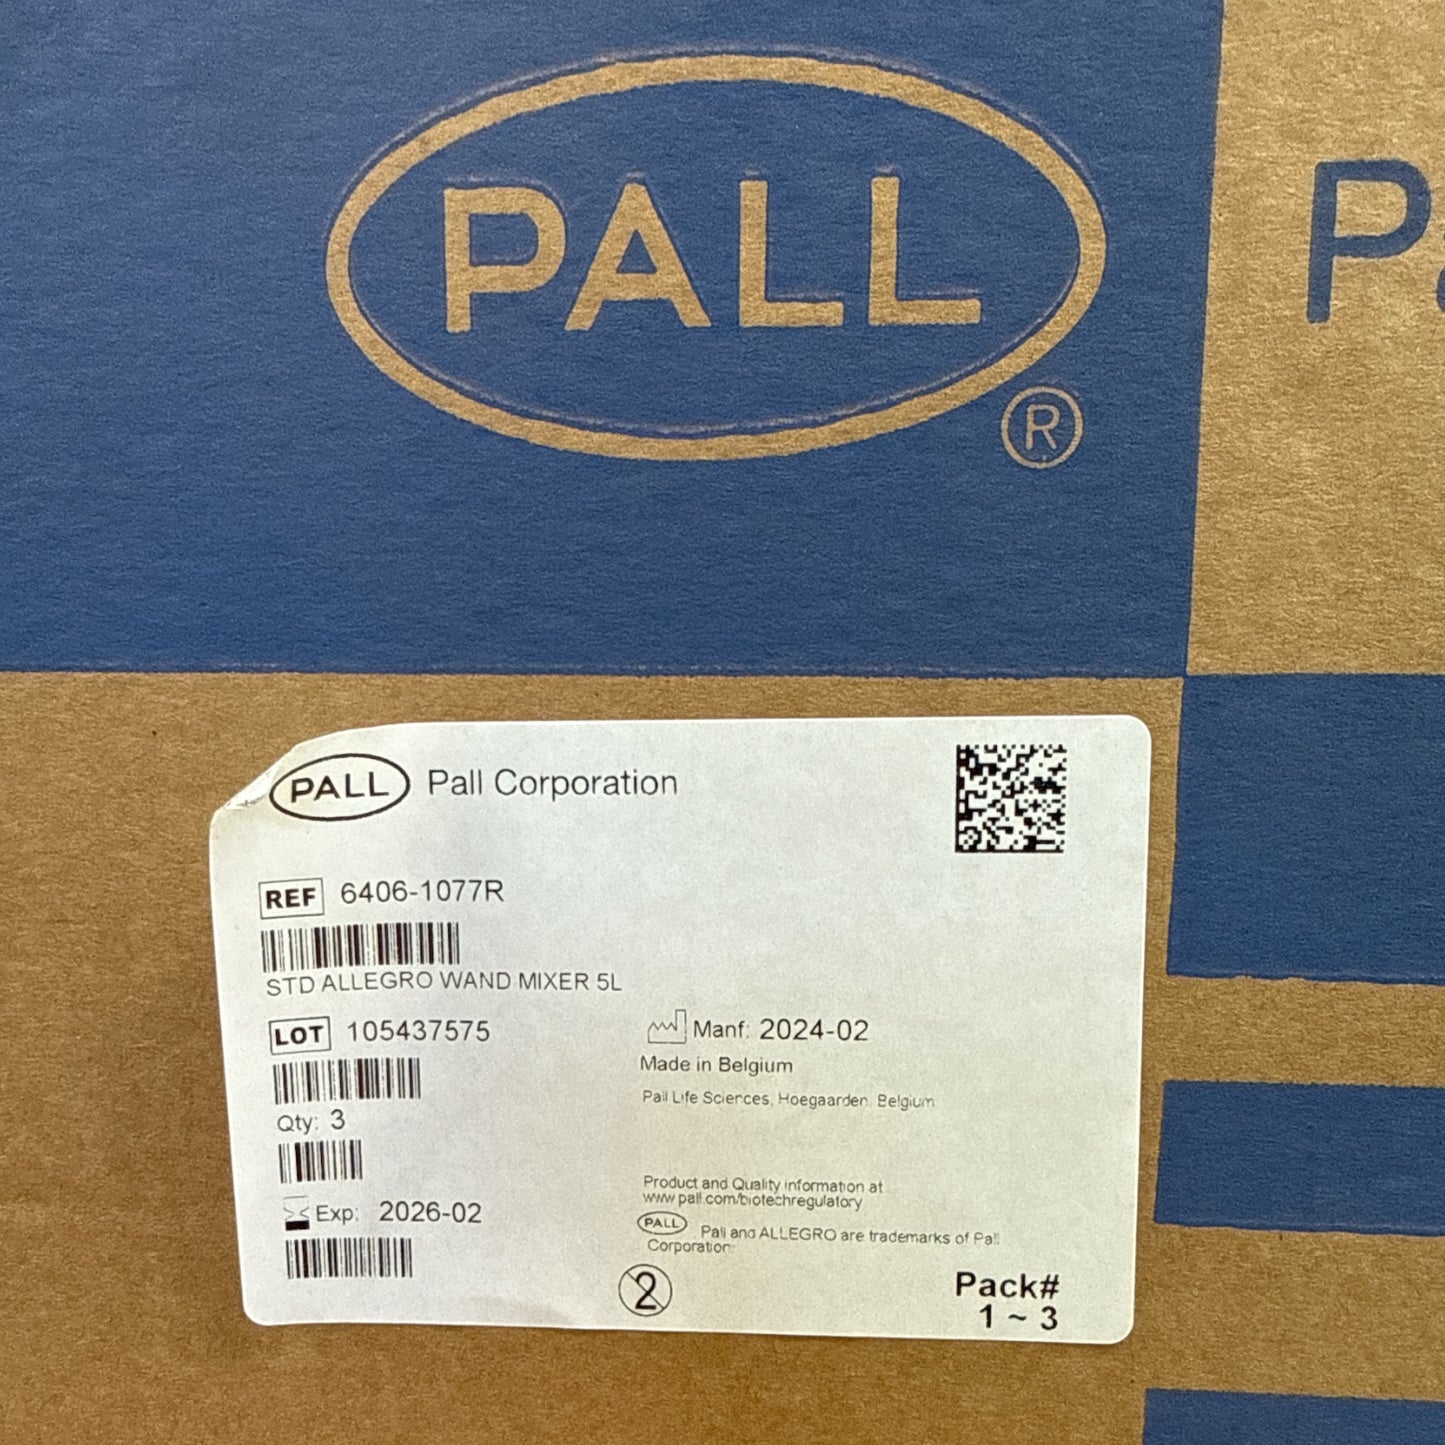 PALL
®
PALL Pall Corporation
REF 6406-1077R
STD ALLEGRO WAND MIXER 5L
LOT 105437575
Manf: 2024-02
Made in Belgium
Pall Life Sciences, Hoegaarden, Belgium
Qty: 3
Exp: 2026-02
Product and Quality information at
www.pall.com/biotechregulatory
PALL Pall and ALLEGRO are trademarks of Pall
Corporation.
2
Pack#
1 ~ 3